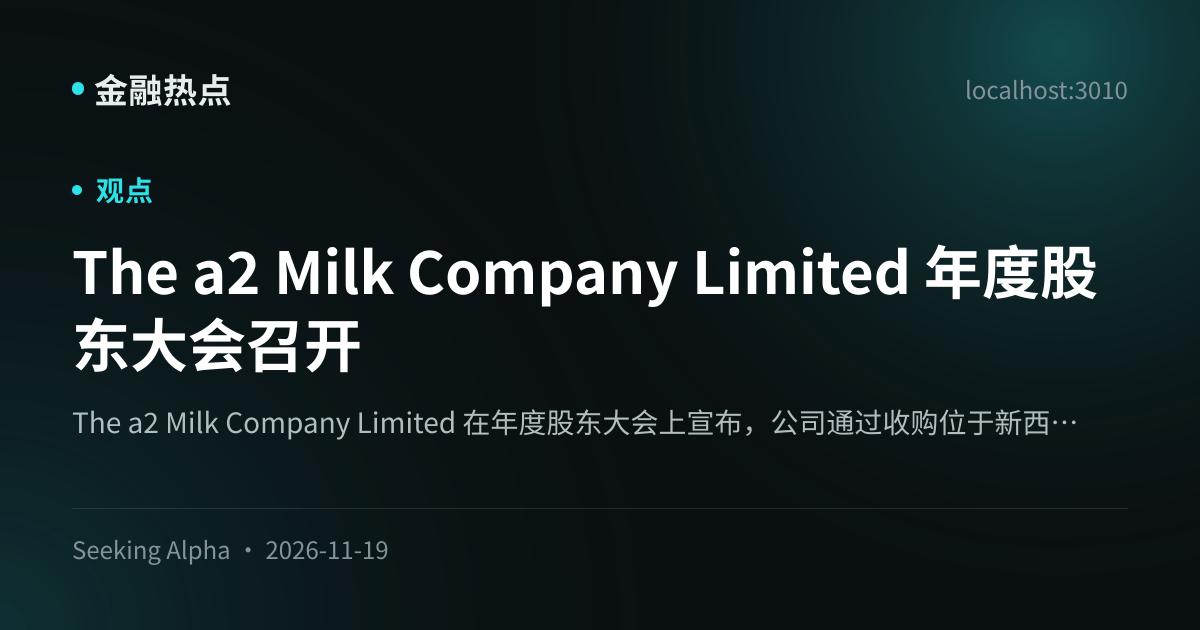 金融热点
localhost:3010
观点
The a2 Milk Company Limited 年度股
东大会召开
The a2 Milk Company Limited 在年度股东大会上宣布，公司通过收购位于新西…
Seeking Alpha · 2026-11-19